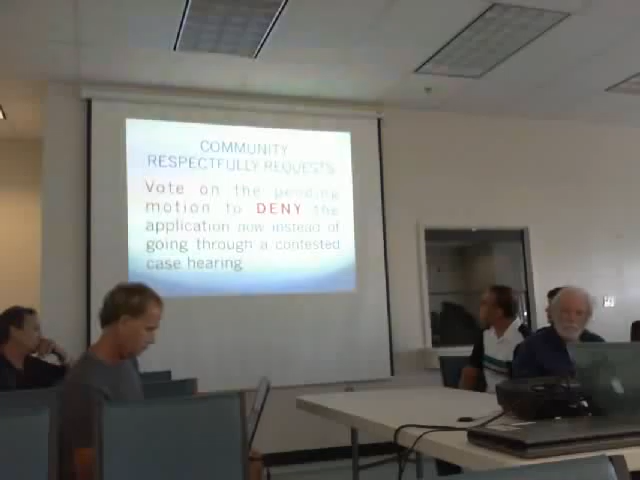 COMMUNITY
RESPECTFULLY REQUESTS
Vote on the pending
motion to DENY the
application now instead of
going through a contested
case hearing